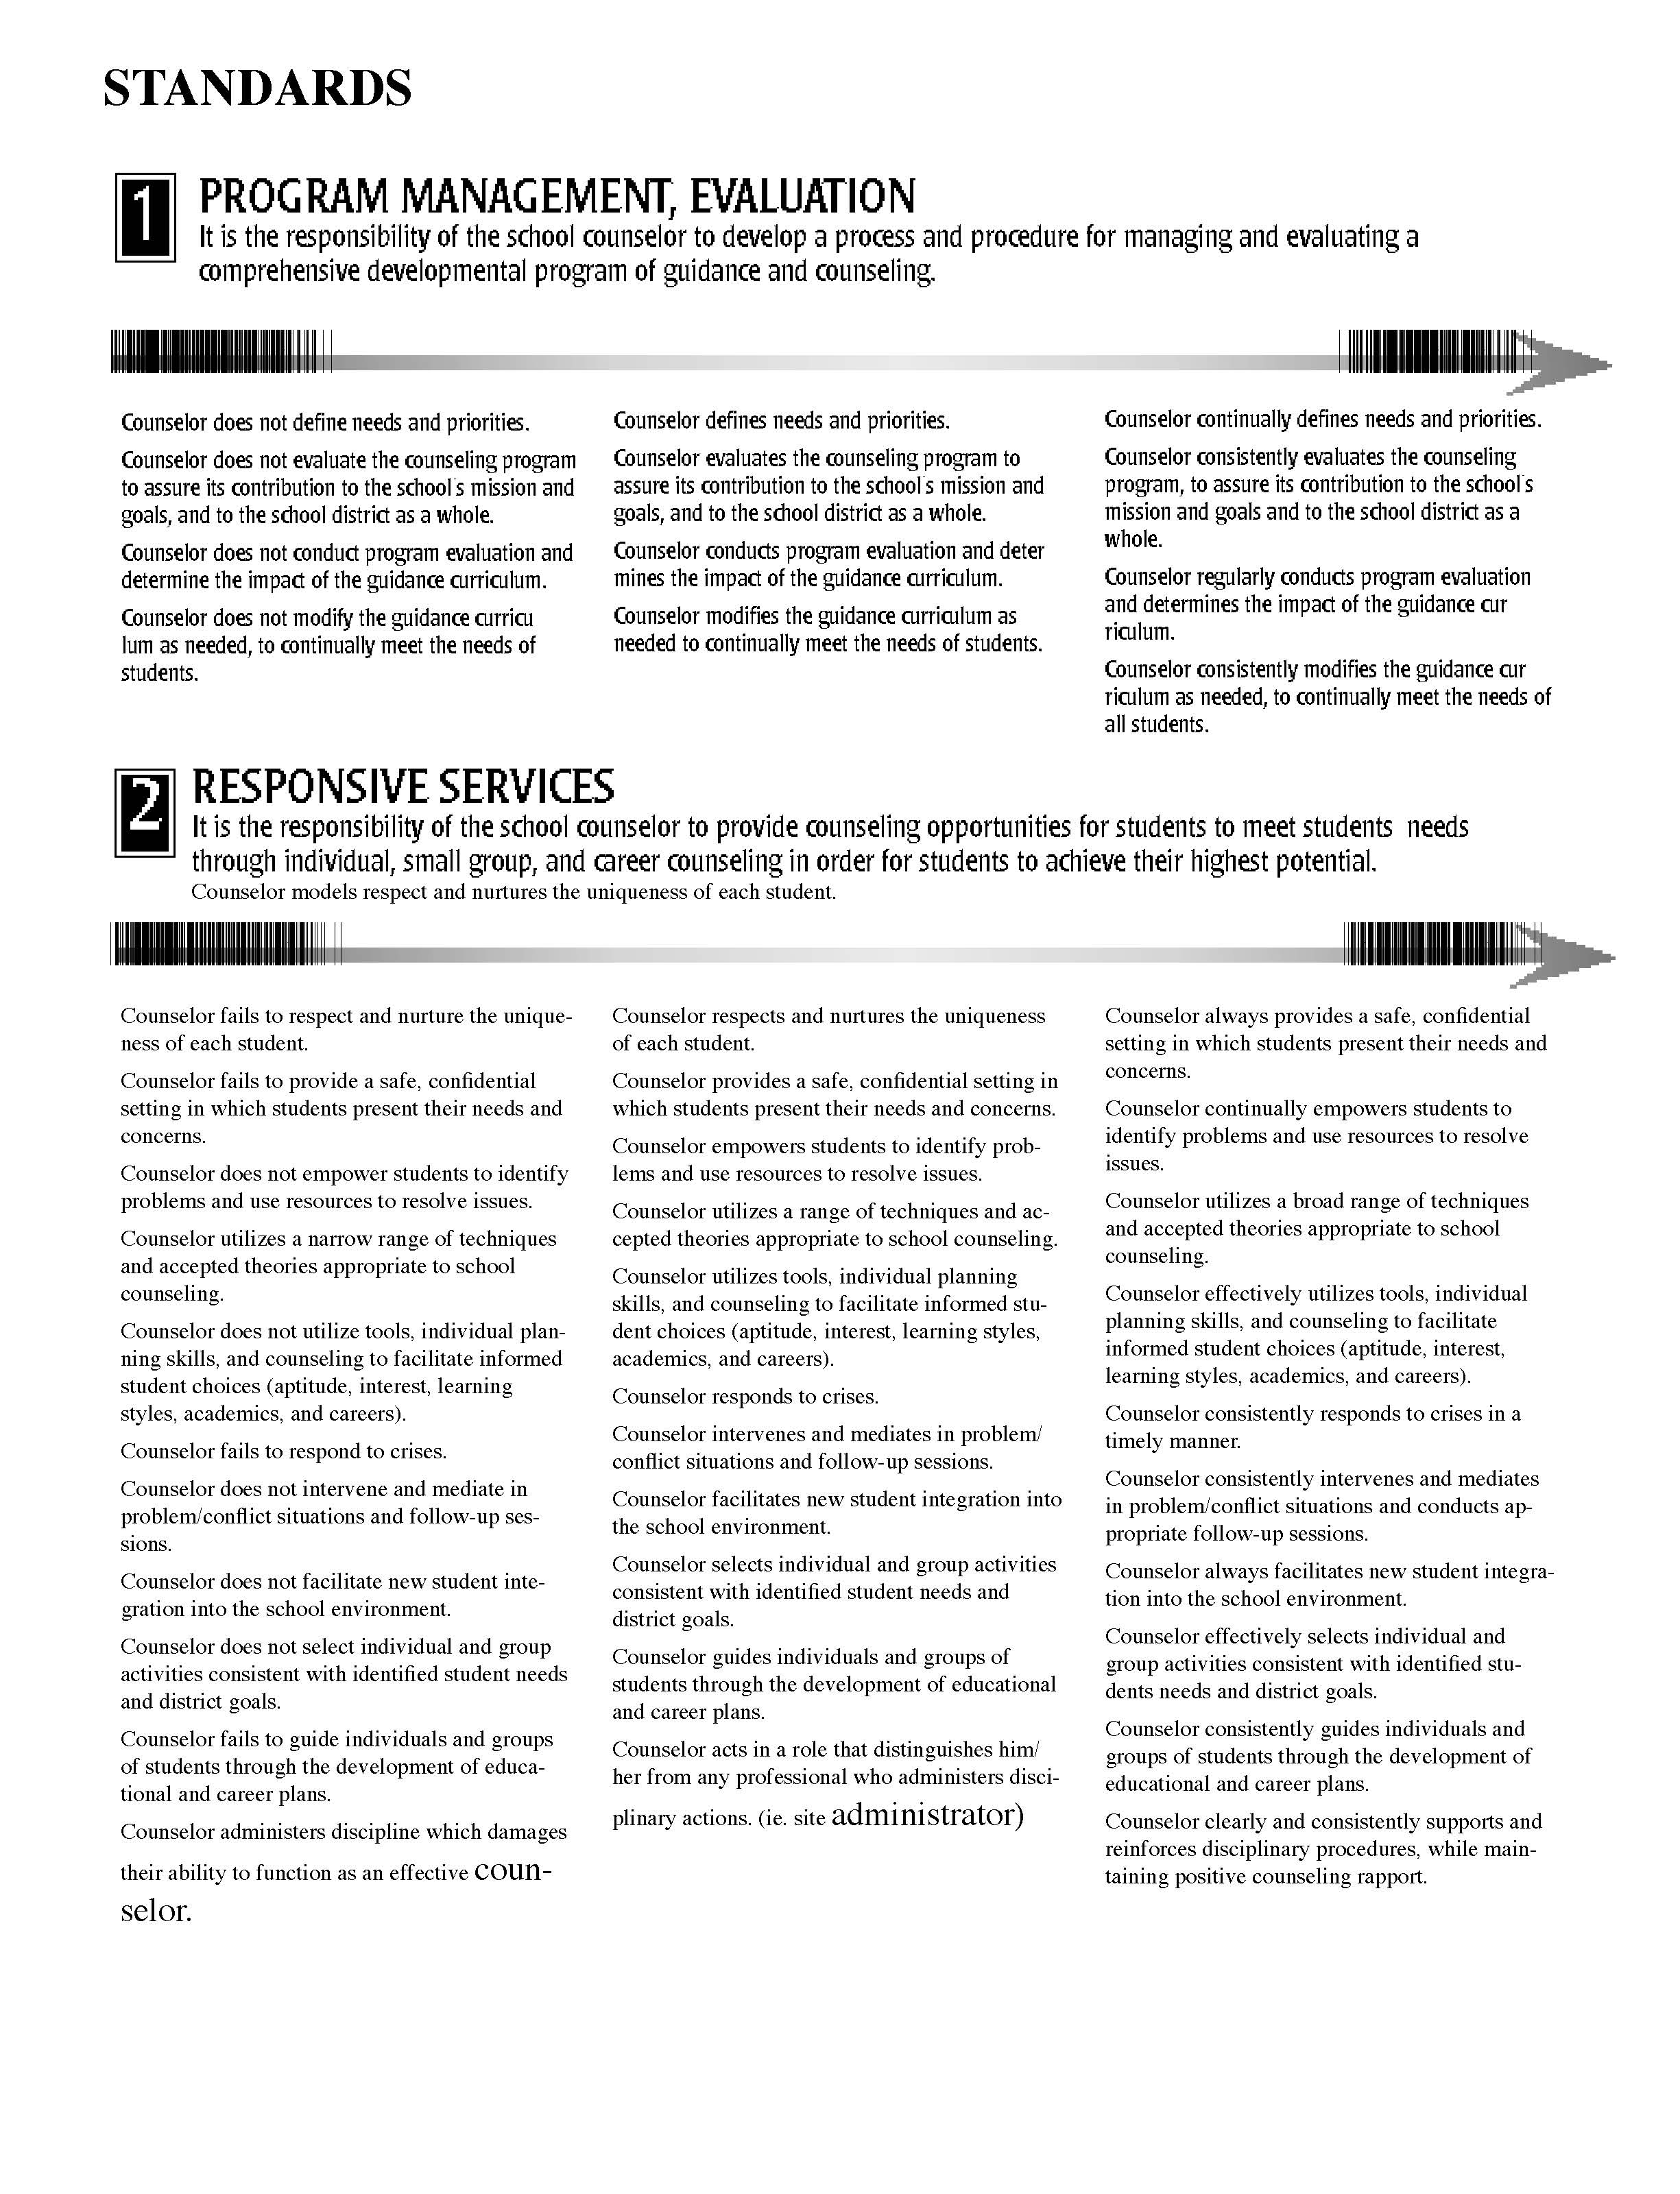 STANDARDS
1
PROGRAM MANAGEMENT, EVALUATION
It is the responsibility of the school counselor to develop a process and procedure for managing and evaluating a
comprehensive developmental program of guidance and counseling.
Counselor does not define needs and priorities.
Counselor does not evaluate the counseling program
to assure its contribution to the school's mission and
goals, and to the school district as a whole.
Counselor does not conduct program evaluation and
determine the impact of the guidance curriculum.
Counselor does not modify the guidance curricu
lum as needed, to continually meet the needs of
students.
Counselor defines needs and priorities.
Counselor evaluates the counseling program to
assure its contribution to the school's mission and
goals, and to the school district as a whole.
Counselor conducts program evaluation and deter
mines the impact of the guidance curriculum.
Counselor modifies the guidance curriculum as
needed to continually meet the needs of students.
Counselor continually defines needs and priorities.
Counselor consistently evaluates the counseling
program, to assure its contribution to the school's
mission and goals and to the school district as a
whole.
Counselor regularly conducts program evaluation
and determines the impact of the guidance cur
riculum.
Counselor consistently modifies the guidance cur
riculum as needed, to continually meet the needs of
all students.
2
RESPONSIVE SERVICES
It is the responsibility of the school counselor to provide counseling opportunities for students to meet students needs
through individual, small group, and career counseling in order for students to achieve their highest potential.
Counselor models respect and nurtures the uniqueness of each student.
Counselor fails to respect and nurture the unique-
ness of each student.
Counselor fails to provide a safe, confidential
setting in which students present their needs and
concerns.
Counselor does not empower students to identify
problems and use resources to resolve issues.
Counselor utilizes a narrow range of techniques
and accepted theories appropriate to school
counseling.
Counselor does not utilize tools, individual plan-
ning skills, and counseling to facilitate informed
student choices (aptitude, interest, learning
styles, academics, and careers).
Counselor fails to respond to crises.
Counselor does not intervene and mediate in
problem/conflict situations and follow-up ses-
sions.
Counselor does not facilitate new student inte-
gration into the school environment.
Counselor does not select individual and group
activities consistent with identified student needs
and district goals.
Counselor fails to guide individuals and groups
of students through the development of educa-
tional and career plans.
Counselor administers discipline which damages
their ability to function as an effective coun-
selor.
Counselor respects and nurtures the uniqueness
of each student.
Counselor provides a safe, confidential setting in
which students present their needs and concerns.
Counselor empowers students to identify prob-
lems and use resources to resolve issues.
Counselor utilizes a range of techniques and ac-
cepted theories appropriate to school counseling.
Counselor utilizes tools, individual planning
skills, and counseling to facilitate informed stu-
dent choices (aptitude, interest, learning styles,
academics, and careers).
Counselor responds to crises.
Counselor intervenes and mediates in problem/
conflict situations and follow-up sessions.
Counselor facilitates new student integration into
the school environment.
Counselor selects individual and group activities
consistent with identified student needs and
district goals.
Counselor guides individuals and groups of
students through the development of educational
and career plans.
Counselor acts in a role that distinguishes him/
her from any professional who administers disci-
plinary actions. (ie. site administrator)
Counselor always provides a safe, confidential
setting in which students present their needs and
concerns.
Counselor continually empowers students to
identify problems and use resources to resolve
issues.
Counselor utilizes a broad range of techniques
and accepted theories appropriate to school
counseling.
Counselor effectively utilizes tools, individual
planning skills, and counseling to facilitate
informed student choices (aptitude, interest,
learning styles, academics, and careers).
Counselor consistently responds to crises in a
timely manner.
Counselor consistently intervenes and mediates
in problem/conflict situations and conducts ap-
propriate follow-up sessions.
Counselor always facilitates new student integra-
tion into the school environment.
Counselor effectively selects individual and
group activities consistent with identified stu-
dents needs and district goals.
Counselor consistently guides individuals and
groups of students through the development of
educational and career plans.
Counselor clearly and consistently supports and
reinforces disciplinary procedures, while main-
taining positive counseling rapport.